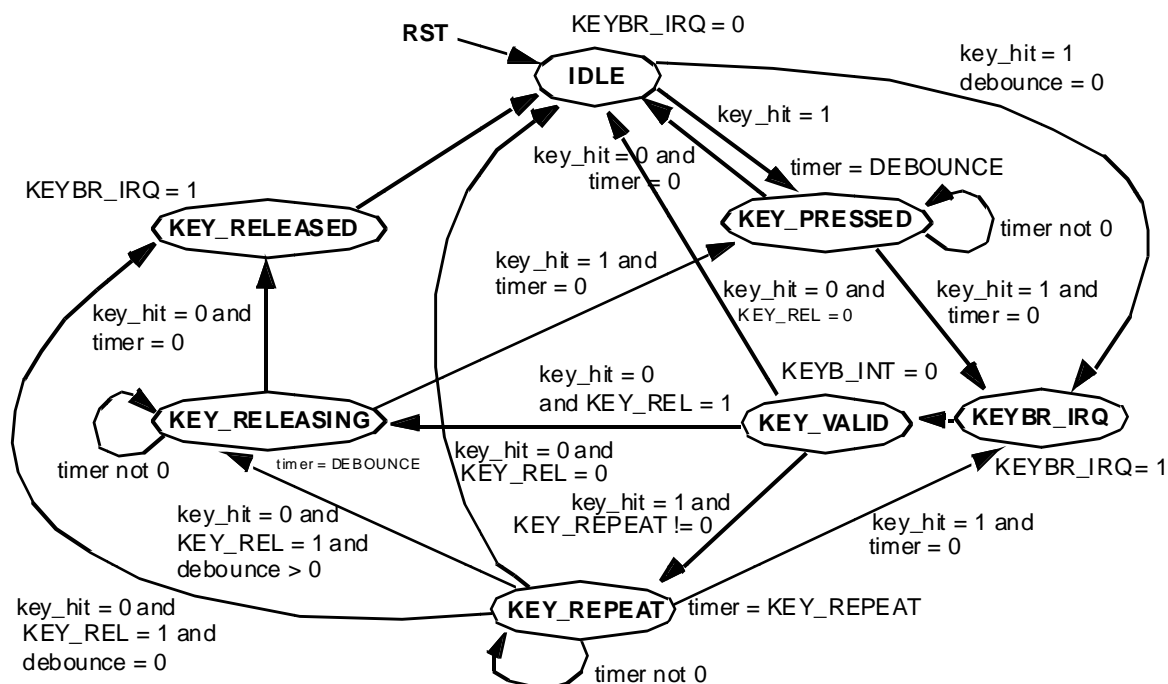 KEYBR_IRQ = 0
RST
IDLE
key_hit = 1
debounce = 0
key_hit = 1
key_hit = 0 and
timer = 0
timer = DEBOUNCE
KEYBR_IRQ = 1
KEY_RELEASED
KEY_PRESSED
timer not 0
key_hit = 1 and
timer = 0
key_hit = 0 and
KEY_REL = 0
key_hit = 1 and
timer = 0
key_hit = 0 and
timer = 0
key_hit = 0
and KEY_REL = 1
KEYB_INT = 0
KEY_RELEASING
KEY_VALID
KEYBR_IRQ
timer not 0
timer = DEBOUNCE
key_hit = 0 and
KEY_REL = 0
KEYBR_IRQ = 1
key_hit = 1 and
KEY_REPEAT != 0
key_hit = 0 and
KEY_REL = 1 and
debounce > 0
key_hit = 1 and
timer = 0
key_hit = 0 and
KEY_REL = 1 and
debounce = 0
KEY_REPEAT
timer = KEY_REPEAT
timer not 0